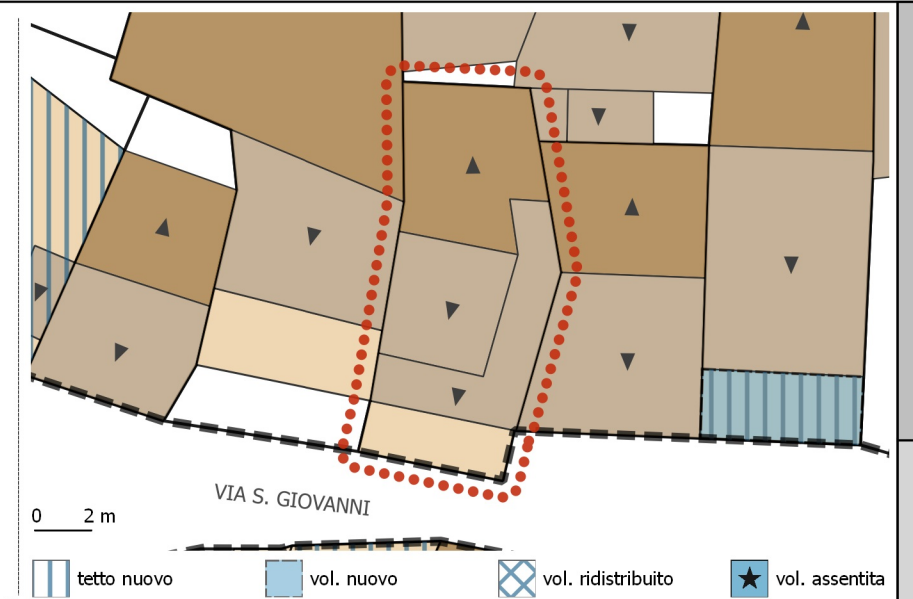 VIA S. GIOVANNI
0 2 m
tetto nuovo vol. nuovo vol. ridistribuito vol. assentita